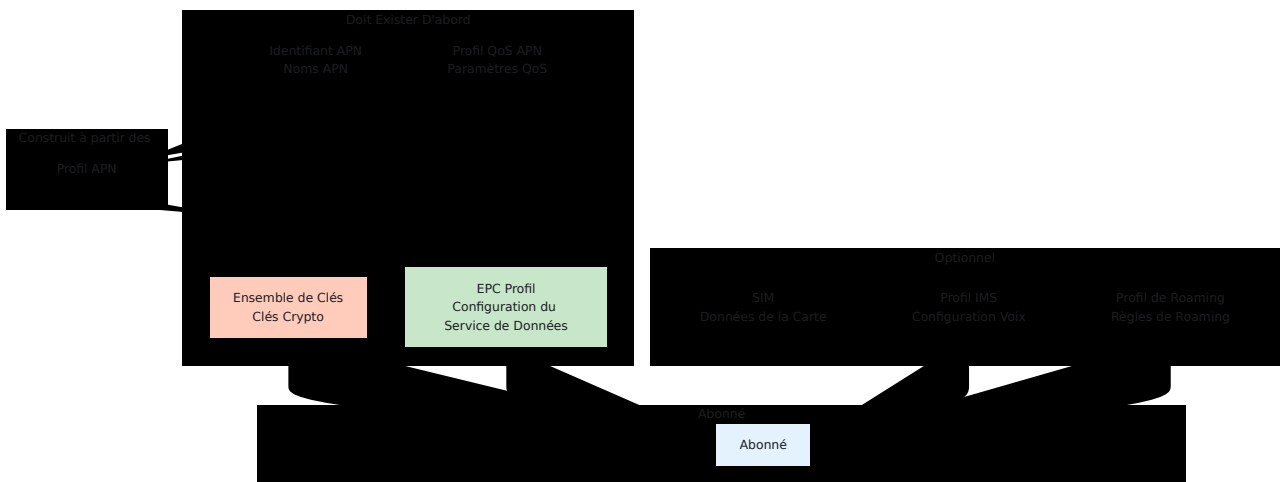 Doit Exister D'abord
Identifiant APN
Noms APN
Profil QoS APN
Paramètres QoS
Construit à partir des
Profil APN
Ensemble de Clés
Clés Crypto
EPC Profil
Configuration du
Service de Données
Optionnel
SIM
Données de la Carte
Profil IMS
Configuration Voix
Profil de Roaming
Règles de Roaming
Abonné
Abonné